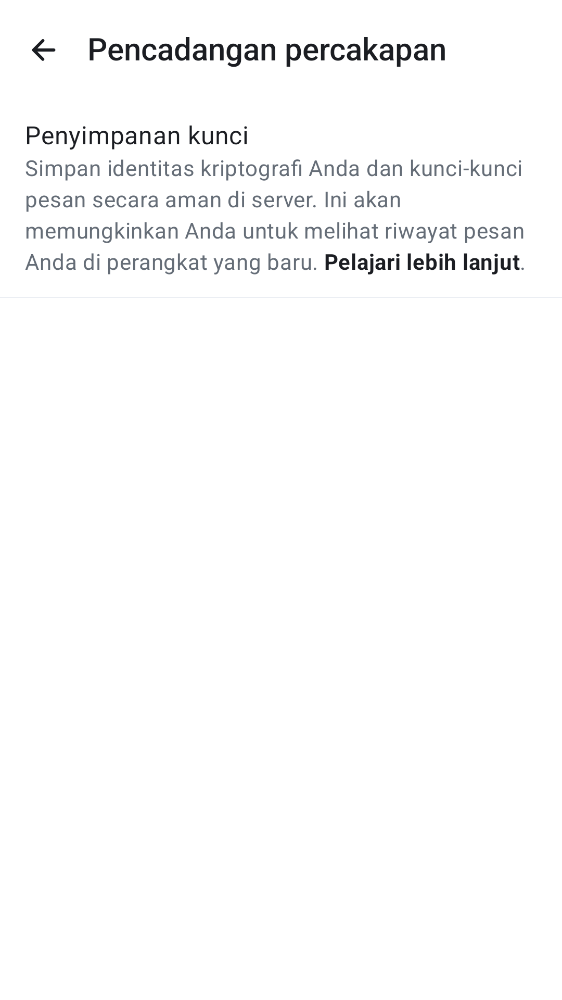 Pencadangan percakapan
Penyimpanan kunci
Simpan identitas kriptografi Anda dan kunci-kunci
pesan secara aman di server. Ini akan
memungkinkan Anda untuk melihat riwayat pesan
Anda di perangkat yang baru. Pelajari lebih lanjut.